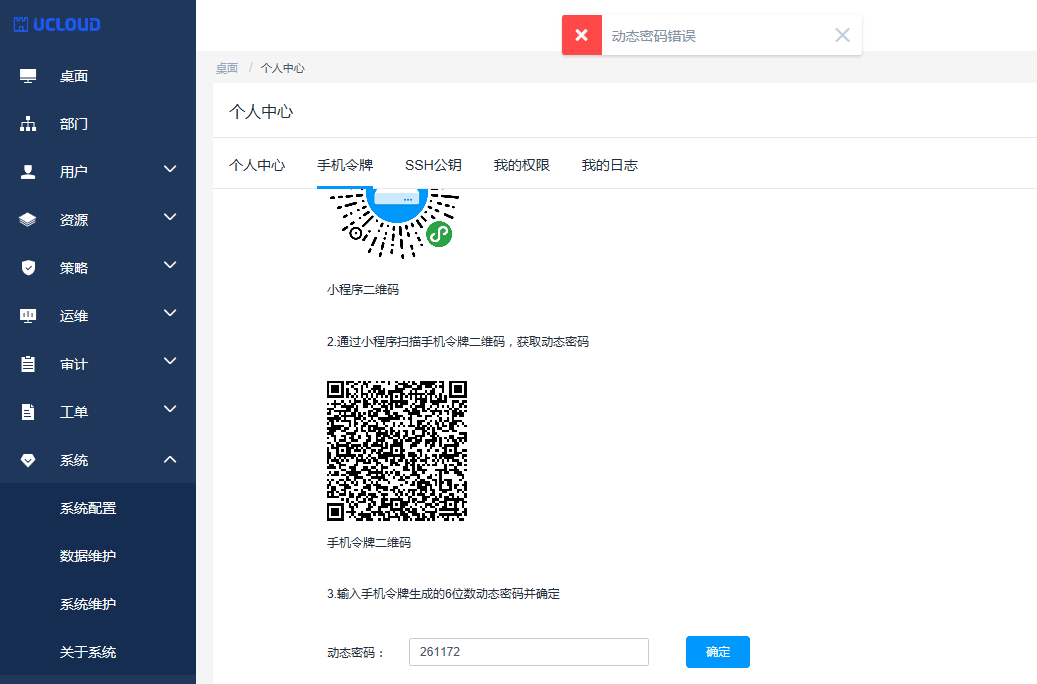 UCLOUD
动态密码错误
桌面
部门
用户
资源
策略
运维
审计
工单
系统
系统配置
数据维护
系统维护
关于系统
桌面 / 个人中心
个人中心
个人中心 手机令牌 SSH公钥 我的权限 我的日志
小程序二维码
2.通过小程序扫描手机令牌二维码，获取动态密码
手机令牌二维码
3.输入手机令牌生成的6位数动态密码并确定
动态密码： 261172 确定